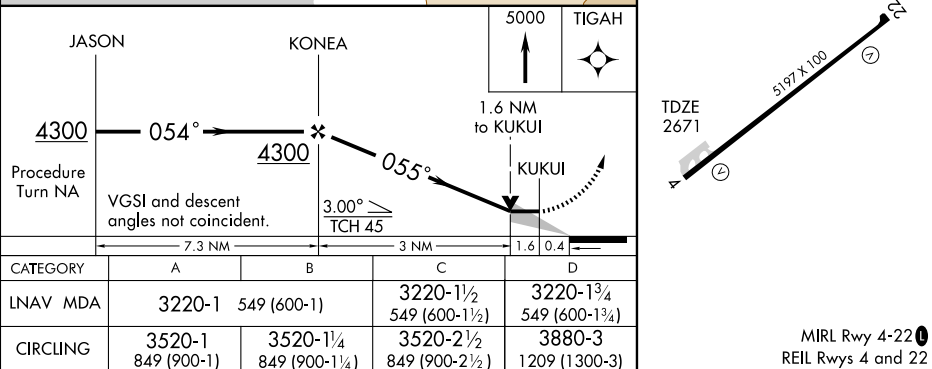 5000 TIGAH
JASON KONEA
1.6 NM
to KUKUI
4300 054° 4300 055° KUKUI
Procedure
Turn NA
VGSI and descent
angles not coincident.
3.00°
TCH 45
7.3 NM 3 NM 1.6 0.4
CATEGORY A B C D
LNAV MDA 3220-1 549 (600-1) 3220-1½ 549 (600-1½) 3220-1¾ 549 (600-1¾)
CIRCLING 3520-1 849 (900-1) 3520-1¼ 849 (900-1¼) 3520-2½ 849 (900-2½) 3880-3 1209 (1300-3)
22
5197 X 100
V
TDZE
2671
4
V
MIRL Rwy 4-22 L
REIL Rwys 4 and 22